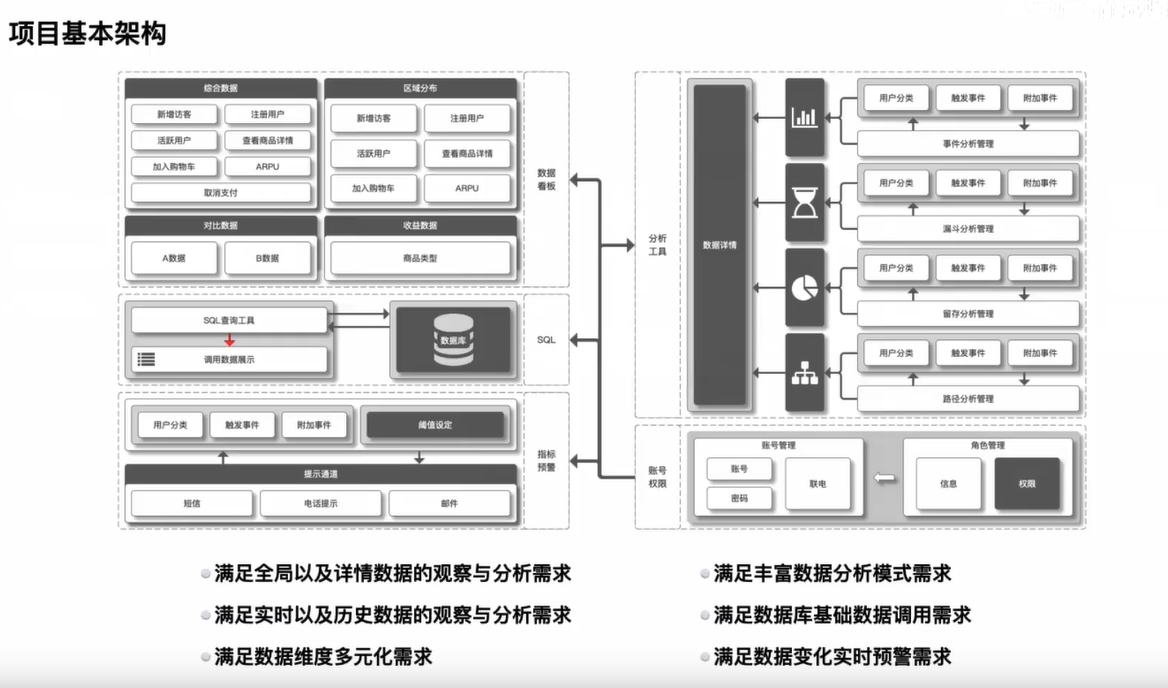 项目基本架构
综合数据
新增访客 注册用户
活跃用户 查看商品详情
加入购物车 ARPU
取消支付
区域分布
新增访客 注册用户
活跃用户 查看商品详情
加入购物车 ARPU
对比数据
A数据 B数据
收益数据
商品类型
数据
看板
SQL查询工具
调用数据展示
数据库
SQL
用户分类 触发事件 附加事件
阈值设定
提示通道
短信 电话提示 邮件
指标
预警
分析
工具
数据详情
用户分类 触发事件 附加事件
事件分析管理
用户分类 触发事件 附加事件
漏斗分析管理
用户分类 触发事件 附加事件
留存分析管理
用户分类 触发事件 附加事件
路径分析管理
账号
权限
账号管理
账号
密码
联电
角色管理
信息 权限
满足全局以及详情数据的观察与分析需求
满足实时以及历史数据的观察与分析需求
满足数据维度多元化需求
满足丰富数据分析模式需求
满足数据库基础数据调用需求
满足数据变化实时预警需求